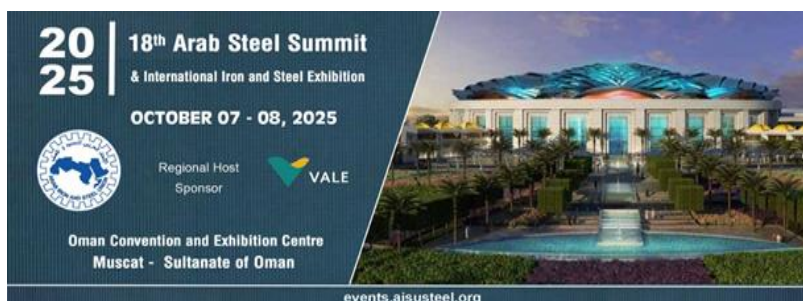 20
25
18th Arab Steel Summit
& International Iron and Steel Exhibition
OCTOBER 07 - 08, 2025
Regional Host
Sponsor
VALE
Oman Convention and Exhibition Centre
Muscat - Sultanate of Oman
events.aisusteel.org